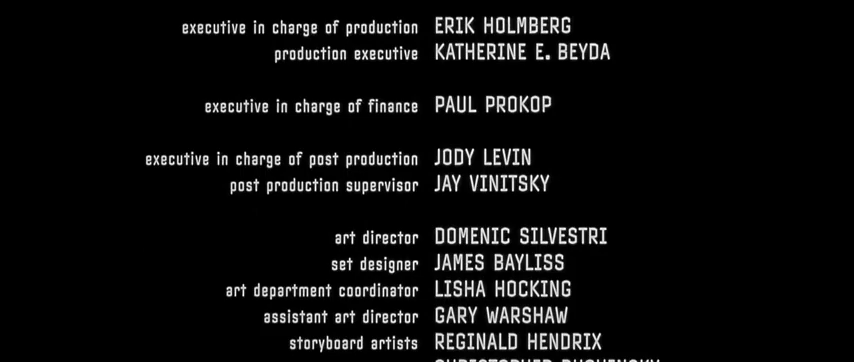 executive in charge of production ERIK HOLMBERG
production executive KATHERINE E. BEYDA
executive in charge of finance PAUL PROKOP
executive in charge of post production JODY LEVIN
post production supervisor JAY VINITSKY
art director DOMENIC SILVESTRI
set designer JAMES BAYLISS
art department coordinator LISHA HOCKING
assistant art director GARY WARSHAW
storyboard artists REGINALD HENDRIX
CHRISTOPHER